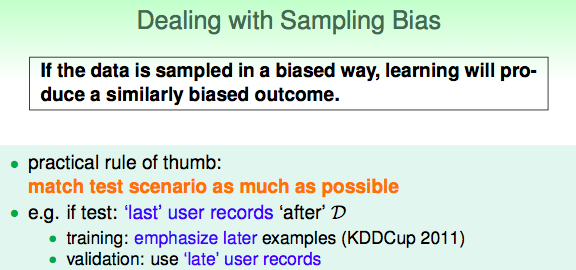 Dealing with Sampling Bias
If the data is sampled in a biased way, learning will pro-
duce a similarly biased outcome.
• practical rule of thumb:
match test scenario as much as possible
• e.g. if test: ‘last’ user records ‘after’ 𝒟
• training: emphasize later examples (KDDCup 2011)
• validation: use ‘late’ user records